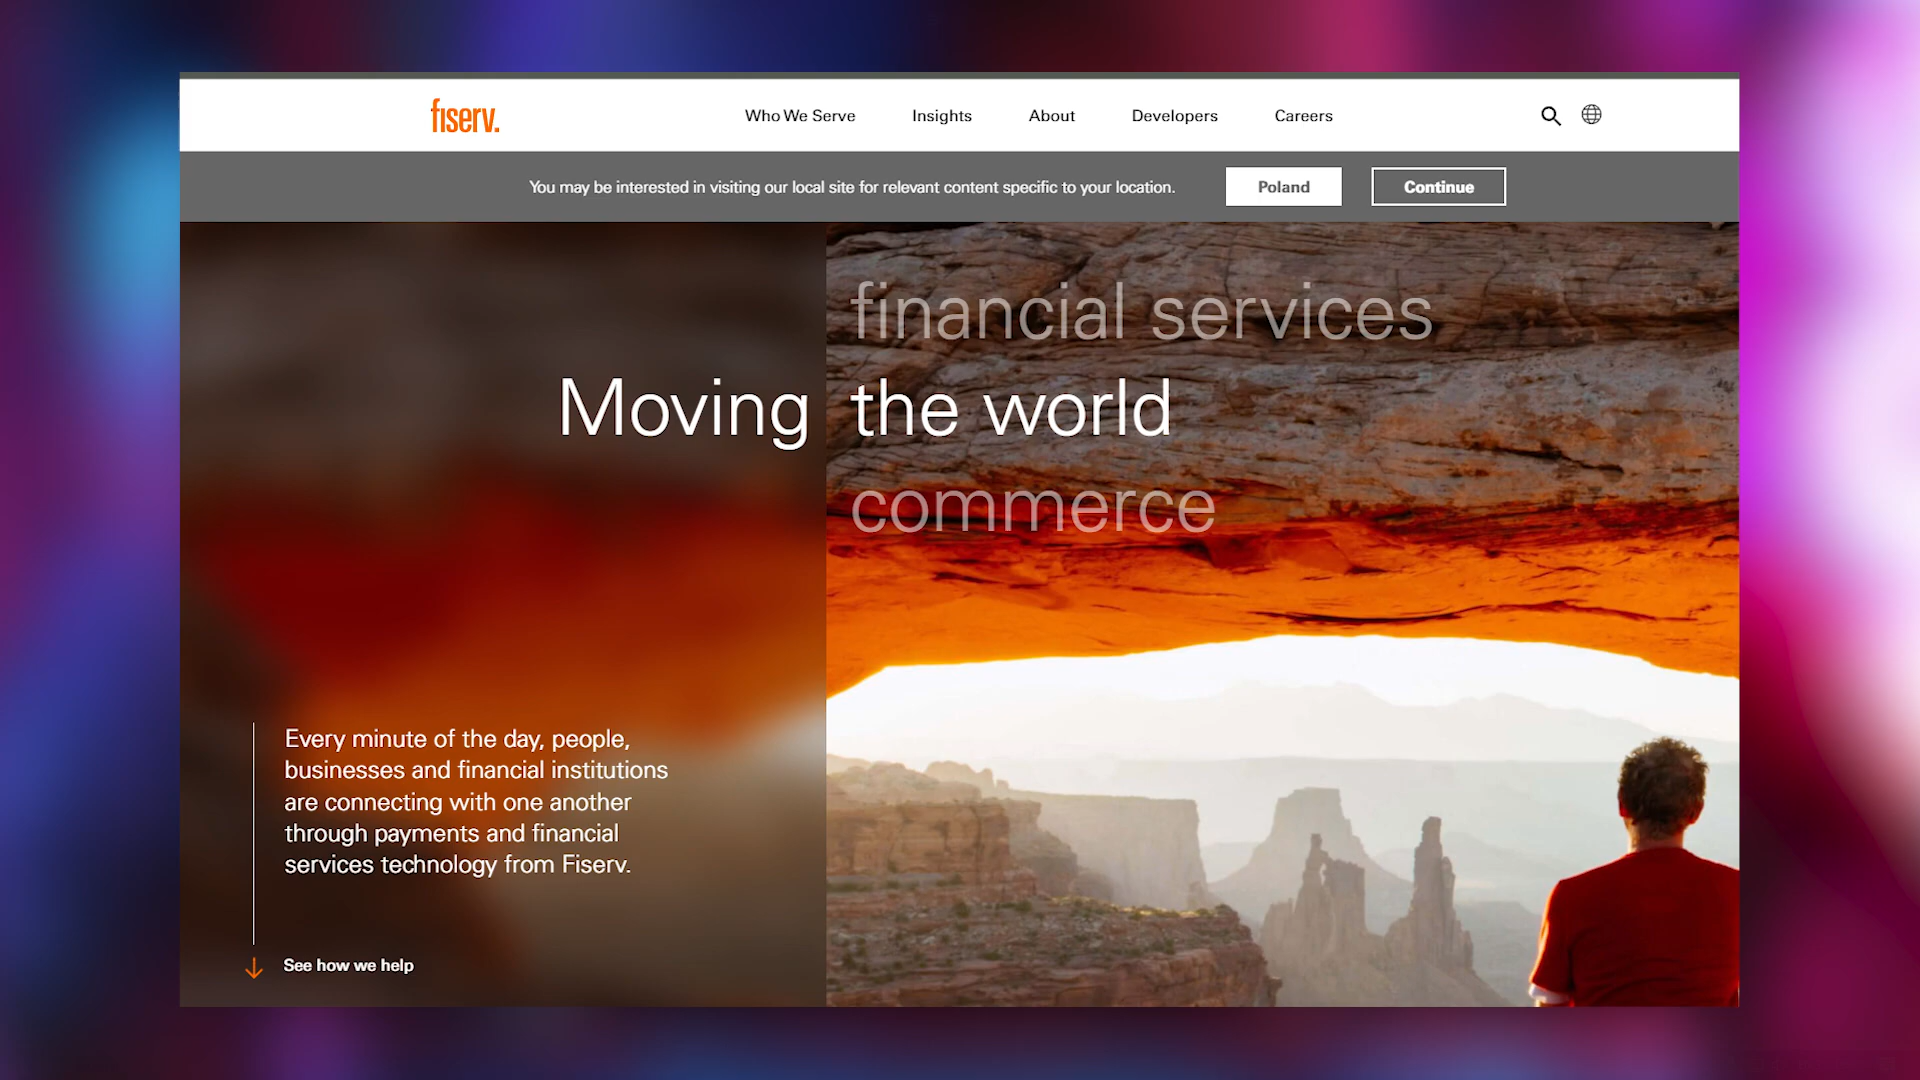 fiserv.
Who We Serve
Insights
About
Developers
Careers
You may be interested in visiting our local site for relevant content specific to your location.
Poland
Continue
financial services
Moving the world
commerce
Every minute of the day, people,
businesses and financial institutions
are connecting with one another
through payments and financial
services technology from Fiserv.
See how we help